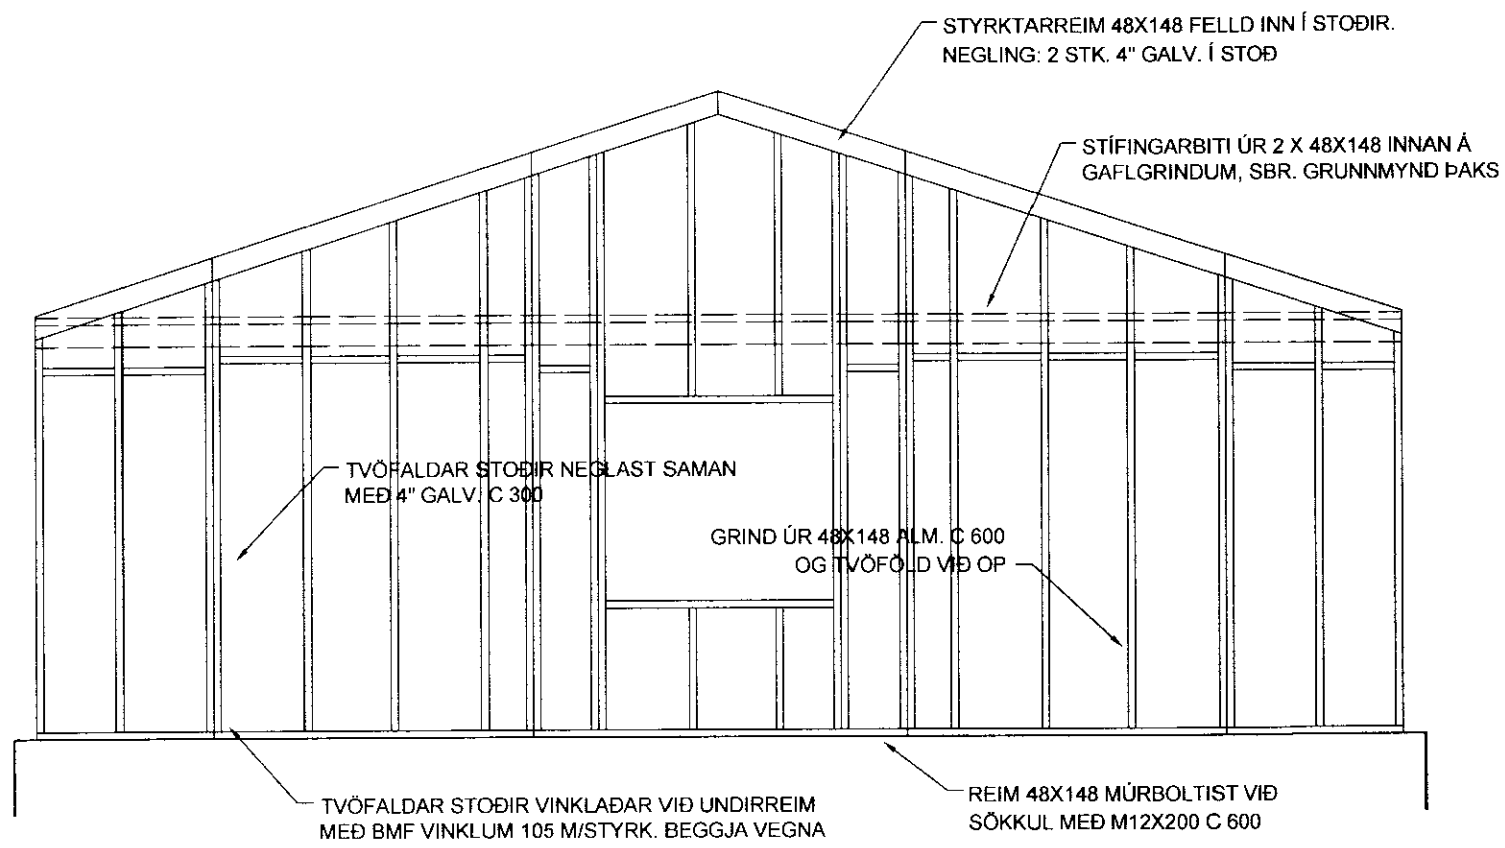 STYRKTARREIM 48X148 FELLD INN Í STOÐIR.
NEGLING: 2 STK. 4" GALV. Í STOÐ
STÍFINGARBITI ÚR 2 X 48X148 INNAN Á
GAFLGRINDUM, SBR. GRUNNMYND ÞAKS
TVÖFALDAR STOÐIR NEGLAST SAMAN
MEÐ 4" GALV. C 300
GRIND ÚR 48X148 ALM. C 600
OG TVÖFÖLD VIÐ OP
TVÖFALDAR STOÐIR VINKLAÐAR VIÐ UNDIRREIM
MEÐ BMF VINKLUM 105 M/STYRK. BEGGJA VEGNA
REIM 48X148 MÚRBOLTIST VIÐ
SÖKKUL MEÐ M12X200 C 600